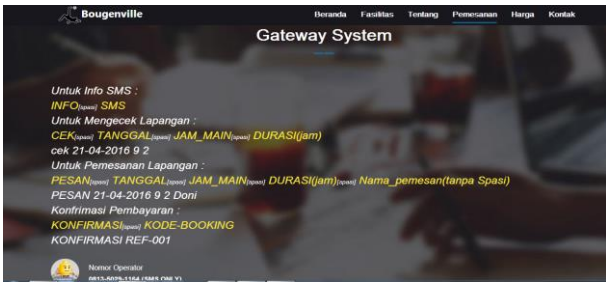 Bougenville
Beranda Fasilitas Tentang Pemesanan Harga Kontak
Gateway System
Untuk Info SMS :
INFO[spasi] SMS
Untuk Mengecek Lapangan :
CEK[spasi] TANGGAL[spasi] JAM_MAIN[spasi] DURASI(jam)
cek 21-04-2016 9 2
Untuk Pemesanan Lapangan :
PESAN[spasi] TANGGAL[spasi] JAM_MAIN[spasi] DURASI(jam)[spasi] Nama_pemesan(tanpa Spasi)
PESAN 21-04-2016 9 2 Doni
Konfrimasi Pembayaran :
KONFIRMASI[spasi] KODE-BOOKING
KONFIRMASI REF-001
Nomor Operator
(SMS ONLY)